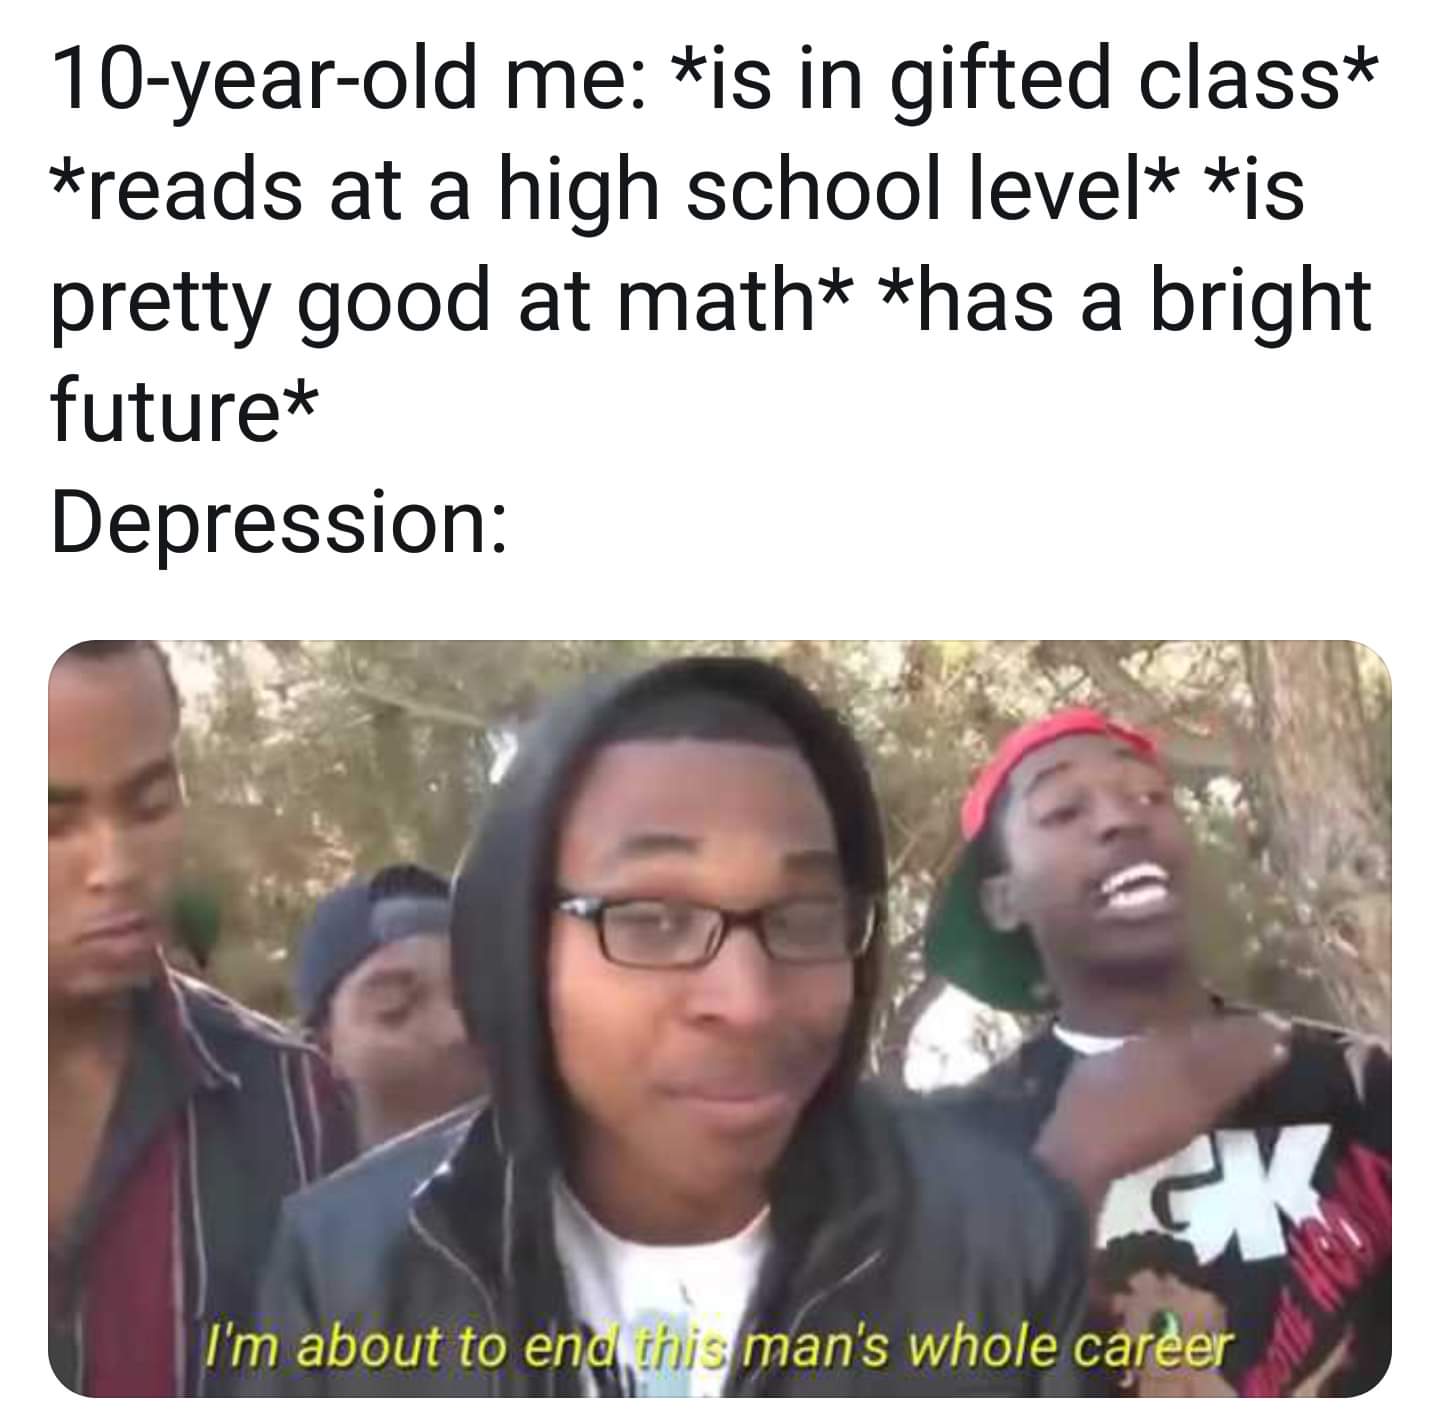 10-year-old me: *is in gifted class*
*reads at a high school level* *is
pretty good at math* *has a bright
future*
Depression:
GK
I'm about to end this man's whole career